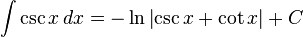 ∫ csc x dx = − ln |csc x + cot x| + C